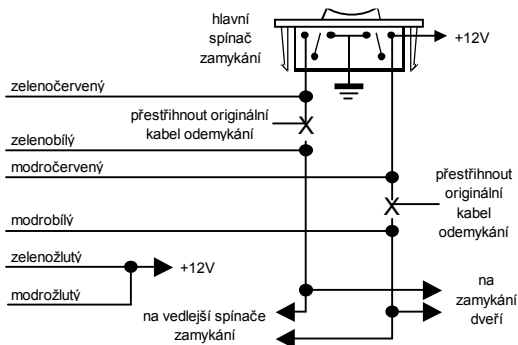 hlavní
spínač
zamykání
+12V
zelenočervený
přestřihnout originální
kabel odemykání
X
zelenobílý
modročervený
přestřihnout
originální
kabel
odemykání
X
modrobílý
zelenožlutý
+12V
modrožlutý
na
zamykání
dveří
na vedlejší spínače
zamykání